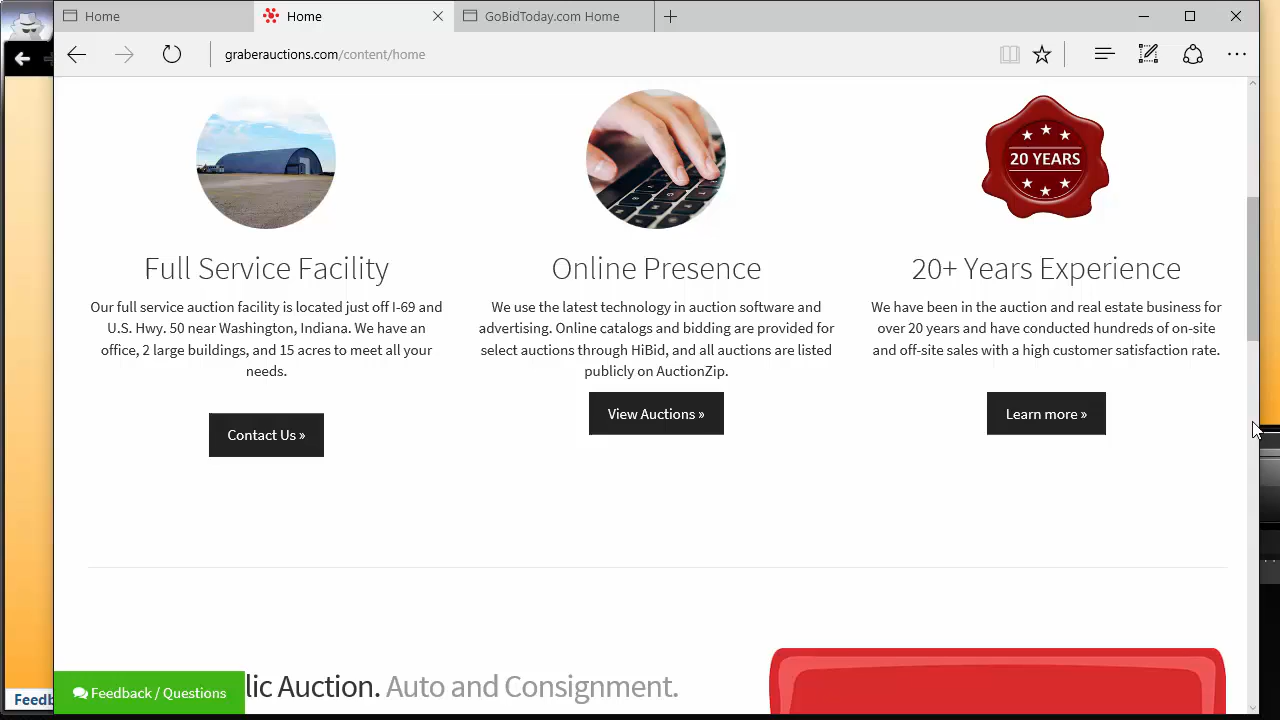 Home
Home
GoBidToday.com Home
graberauctions.com/content/home
20 YEARS
Full Service Facility
Our full service auction facility is located just off I-69 and
U.S. Hwy. 50 near Washington, Indiana. We have an
office, 2 large buildings, and 15 acres to meet all your
needs.
Contact Us »
Online Presence
We use the latest technology in auction software and
advertising. Online catalogs and bidding are provided for
select auctions through HiBid, and all auctions are listed
publicly on AuctionZip.
View Auctions »
20+ Years Experience
We have been in the auction and real estate business for
over 20 years and have conducted hundreds of on-site
and off-site sales with a high customer satisfaction rate.
Learn more »
lic Auction. Auto and Consignment.
Feedback / Questions
Feedb